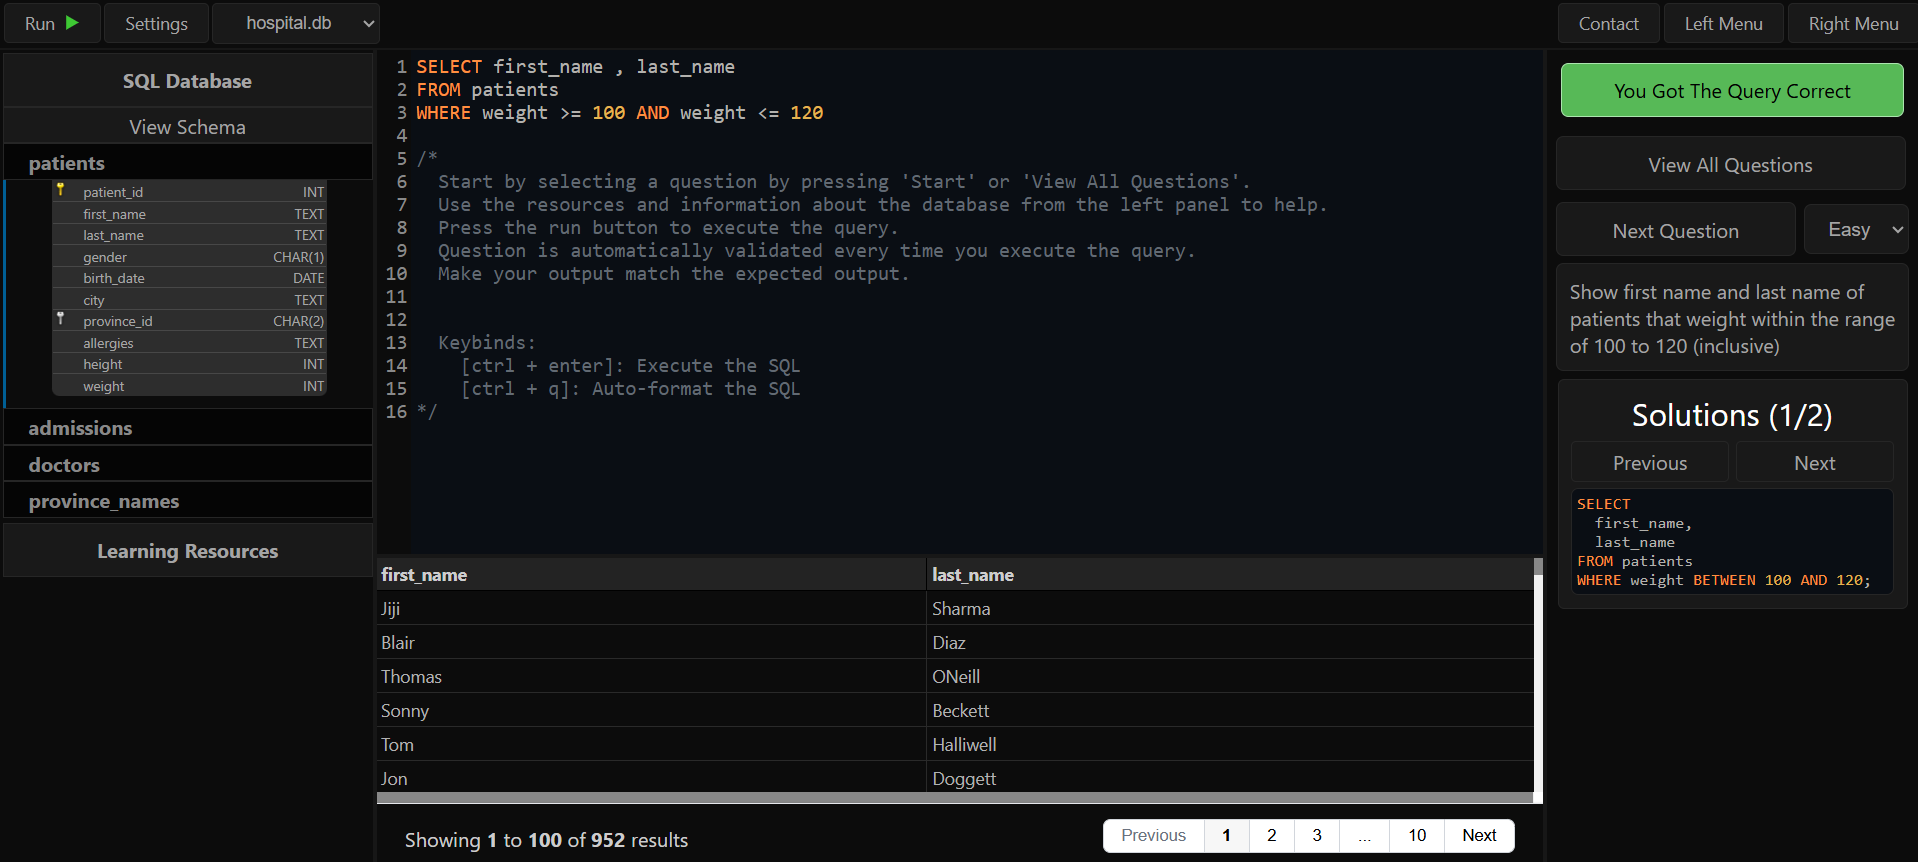 Run
Settings
hospital.db
Contact
Left Menu
Right Menu
SQL Database
View Schema
patients
patient_id INT
first_name TEXT
last_name TEXT
gender CHAR(1)
birth_date DATE
city TEXT
province_id CHAR(2)
allergies TEXT
height INT
weight INT
admissions
doctors
province_names
Learning Resources
1 SELECT first_name , last_name
2 FROM patients
3 WHERE weight >= 100 AND weight <= 120
4
5 /*
6 Start by selecting a question by pressing 'Start' or 'View All Questions'.
7 Use the resources and information about the database from the left panel to help.
8 Press the run button to execute the query.
9 Question is automatically validated every time you execute the query.
10 Make your output match the expected output.
11
12
13 Keybinds:
14 [ctrl + enter]: Execute the SQL
15 [ctrl + q]: Auto-format the SQL
16 */
first_name last_name
Jiji Sharma
Blair Diaz
Thomas ONeill
Sonny Beckett
Tom Halliwell
Jon Doggett
Showing 1 to 100 of 952 results
Previous 1 2 3 ... 10 Next
You Got The Query Correct
View All Questions
Next Question
Easy
Show first name and last name of
patients that weight within the range
of 100 to 120 (inclusive)
Solutions (1/2)
Previous Next
SELECT
first_name,
last_name
FROM patients
WHERE weight BETWEEN 100 AND 120;